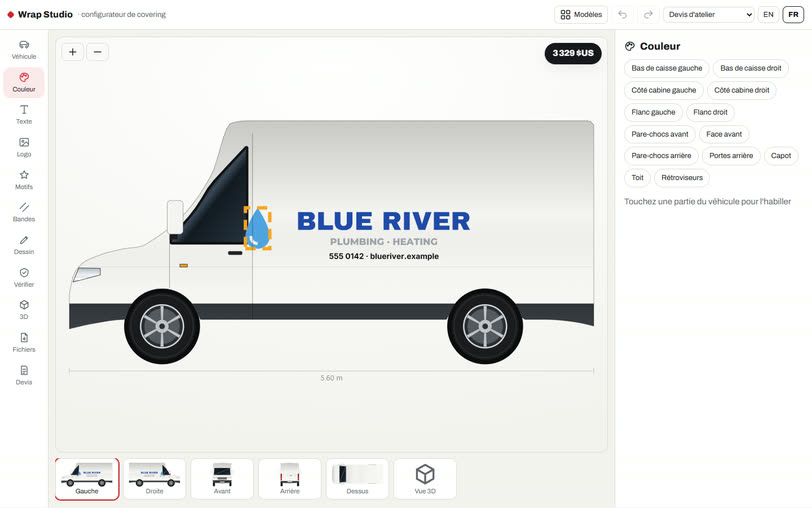 Wrap Studio · configurateur de covering
Modèles
Devis d'atelier
EN
FR
Véhicule
Couleur
Texte
Logo
Motifs
Bandes
Dessin
Vérifier
3D
Fichiers
Devis
+
−
3 329 $US
BLUE RIVER
PLUMBING · HEATING
555 0142 · blueriver.example
5.60 m
BLUE RIVER
Gauche
BLUE RIVER
Droite
Avant
Arrière
Dessus
Vue 3D
Couleur
Bas de caisse gauche
Bas de caisse droit
Côté cabine gauche
Côté cabine droit
Flanc gauche
Flanc droit
Pare-chocs avant
Face avant
Pare-chocs arrière
Portes arrière
Capot
Toit
Rétroviseurs
Touchez une partie du véhicule pour l'habiller